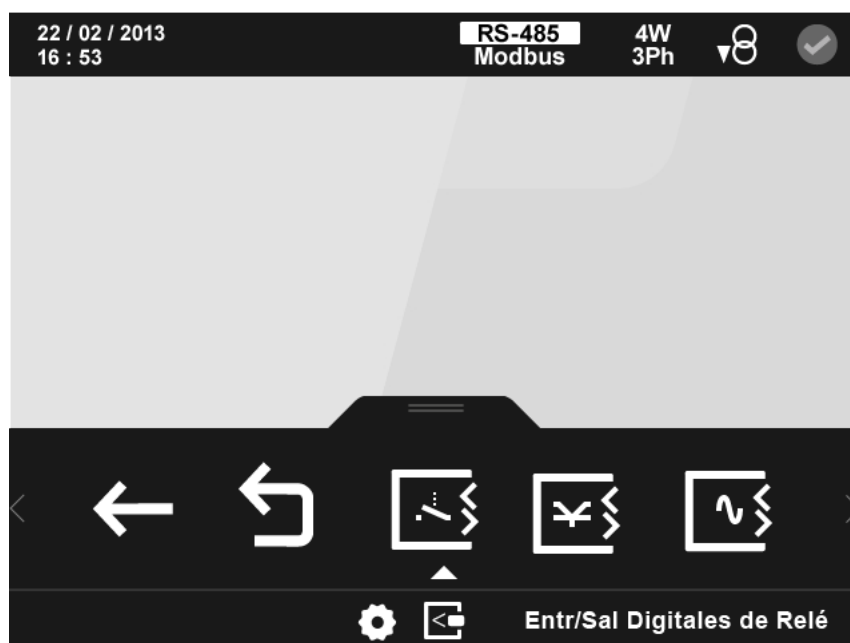 22 / 02 / 2013
16 : 53
RS-485
Modbus
4W
3Ph
Entr/Sal Digitales de Relé